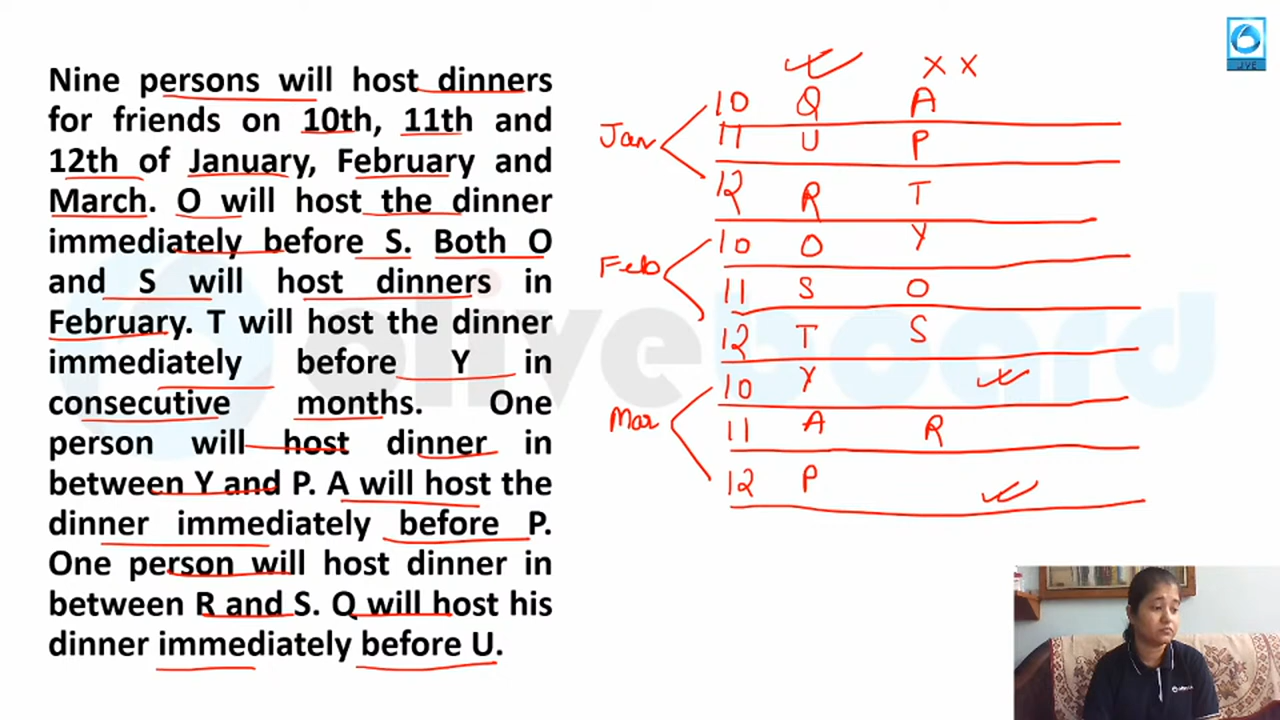 Nine persons will host dinners
for friends on 10th, 11th and
12th of January, February and
March. O will host the dinner
immediately before S. Both O
and S will host dinners in
February. T will host the dinner
immediately before Y in
consecutive months. One
person will host dinner in
between Y and P. A will host the
dinner immediately before P.
One person will host dinner in
between R and S. Q will host his
dinner immediately before U.
x x
10 Q A
Jan 11 U P
12 R T
10 O Y
Feb 11 S O
12 T S
10 Y
Mar 11 A R
12 P
oliveboard
LIVE